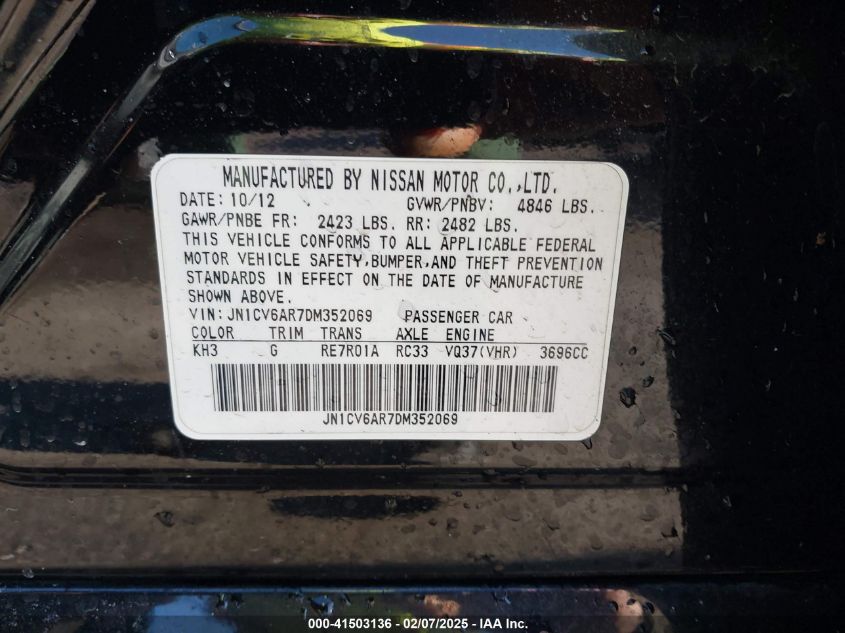 MANUFACTURED BY NISSAN MOTOR CO.,LTD.
DATE: 10/12 GVWR/PNBV: 4846 LBS.
GAWR/PNBE FR: 2423 LBS. RR: 2482 LBS.
THIS VEHICLE CONFORMS TO ALL APPLICABLE FEDERAL
MOTOR VEHICLE SAFETY,BUMPER,AND THEFT PREVENTION
STANDARDS IN EFFECT ON THE DATE OF MANUFACTURE
SHOWN ABOVE.
VIN:JN1CV6AR7DM352069 PASSENGER CAR
COLOR TRIM TRANS AXLE ENGINE
KH3 G RE7R01A RC33 VQ37(VHR) 3696CC
JN1CV6AR7DM352069
000-41503136 - 02/07/2025 - IAA Inc.